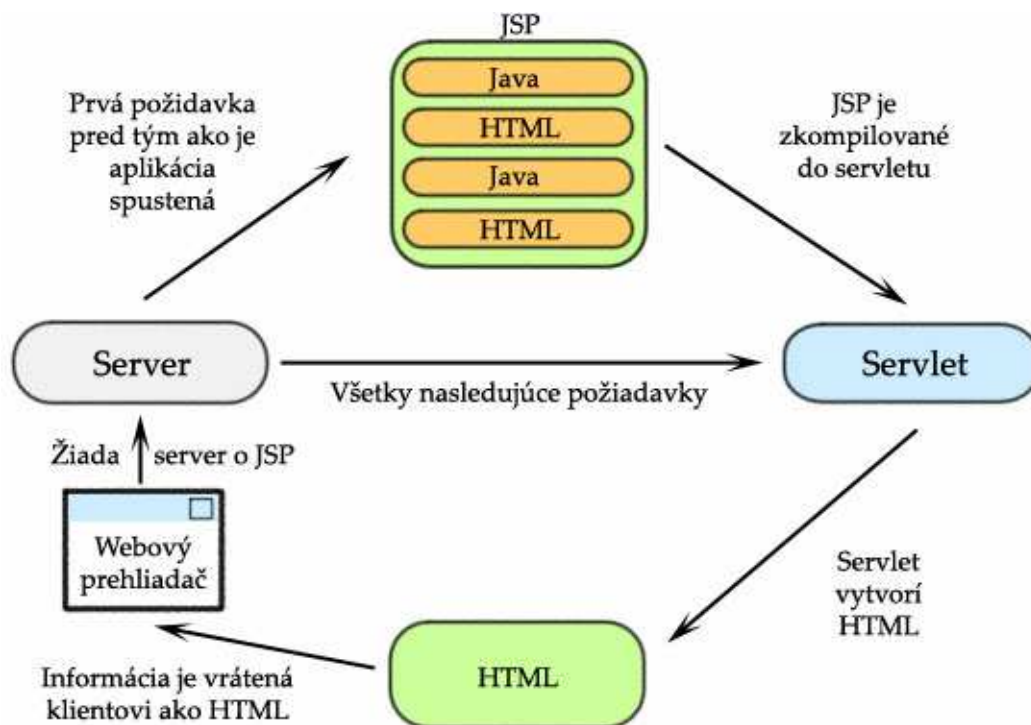 JSP
Java
HTML
Java
HTML
Prvá požidavka
pred tým ako je
aplikácia
spustená
JSP je
zkompilované
do servletu
Server
Servlet
Všetky nasledujúce požiadavky
Žiada server o JSP
Webový
prehliadač
Servlet
vytvorí
HTML
HTML
Informácia je vrátená
klientovi ako HTML